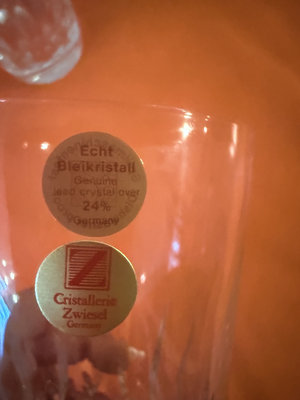 Echt
Bleikristall
Genuine
lead crystal over
24%
Germany
Cristallerie
Zwiesel
Germany